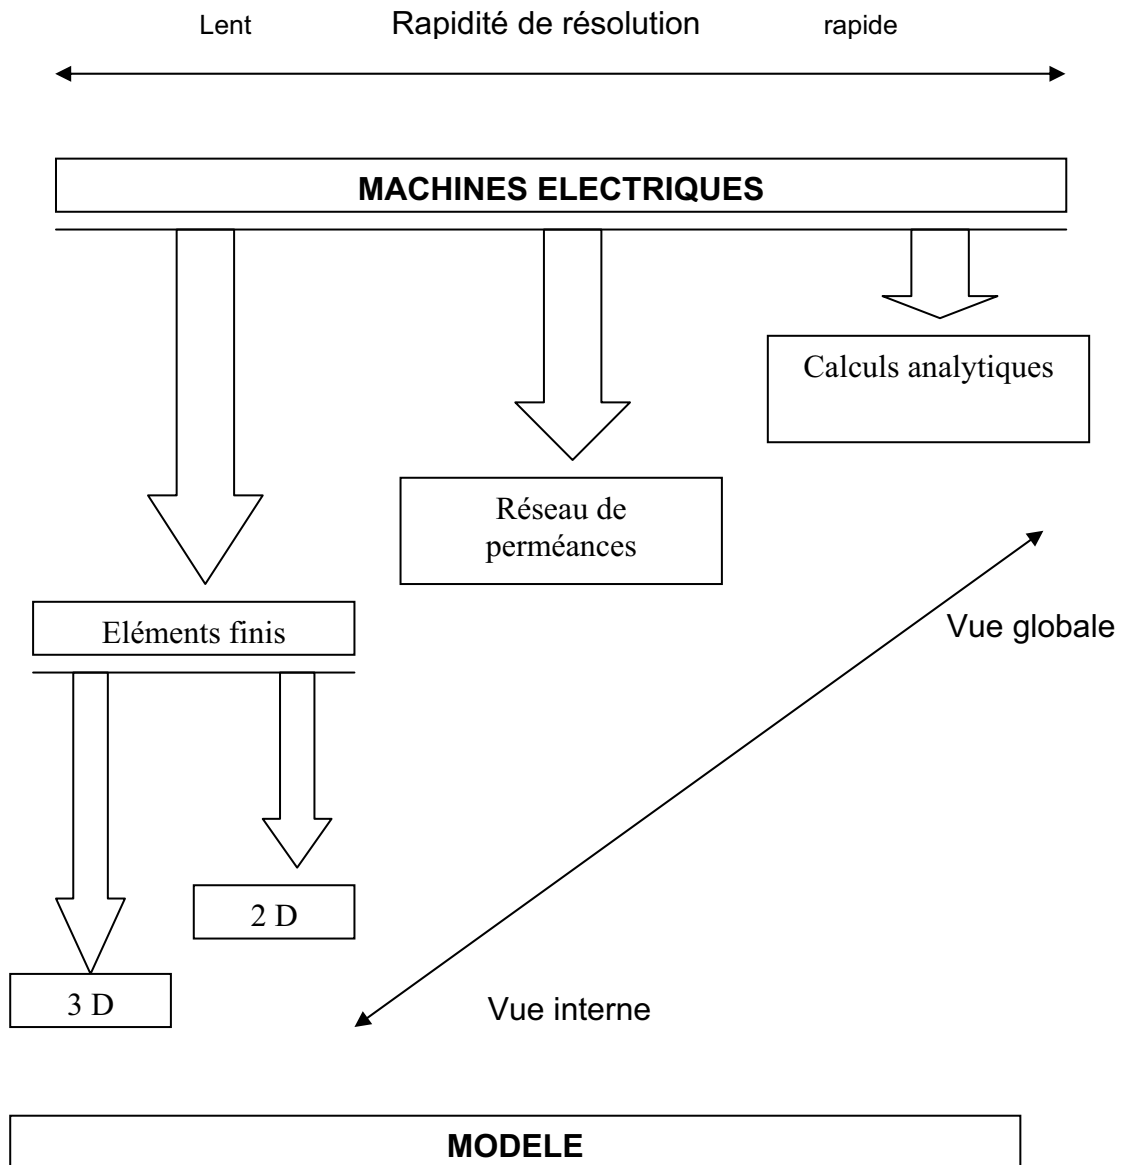 Lent Rapidité de résolution rapide
MACHINES ELECTRIQUES
Calculs analytiques
Réseau de
perméances
Eléments finis
Vue globale
2 D
3 D
Vue interne
MODELE